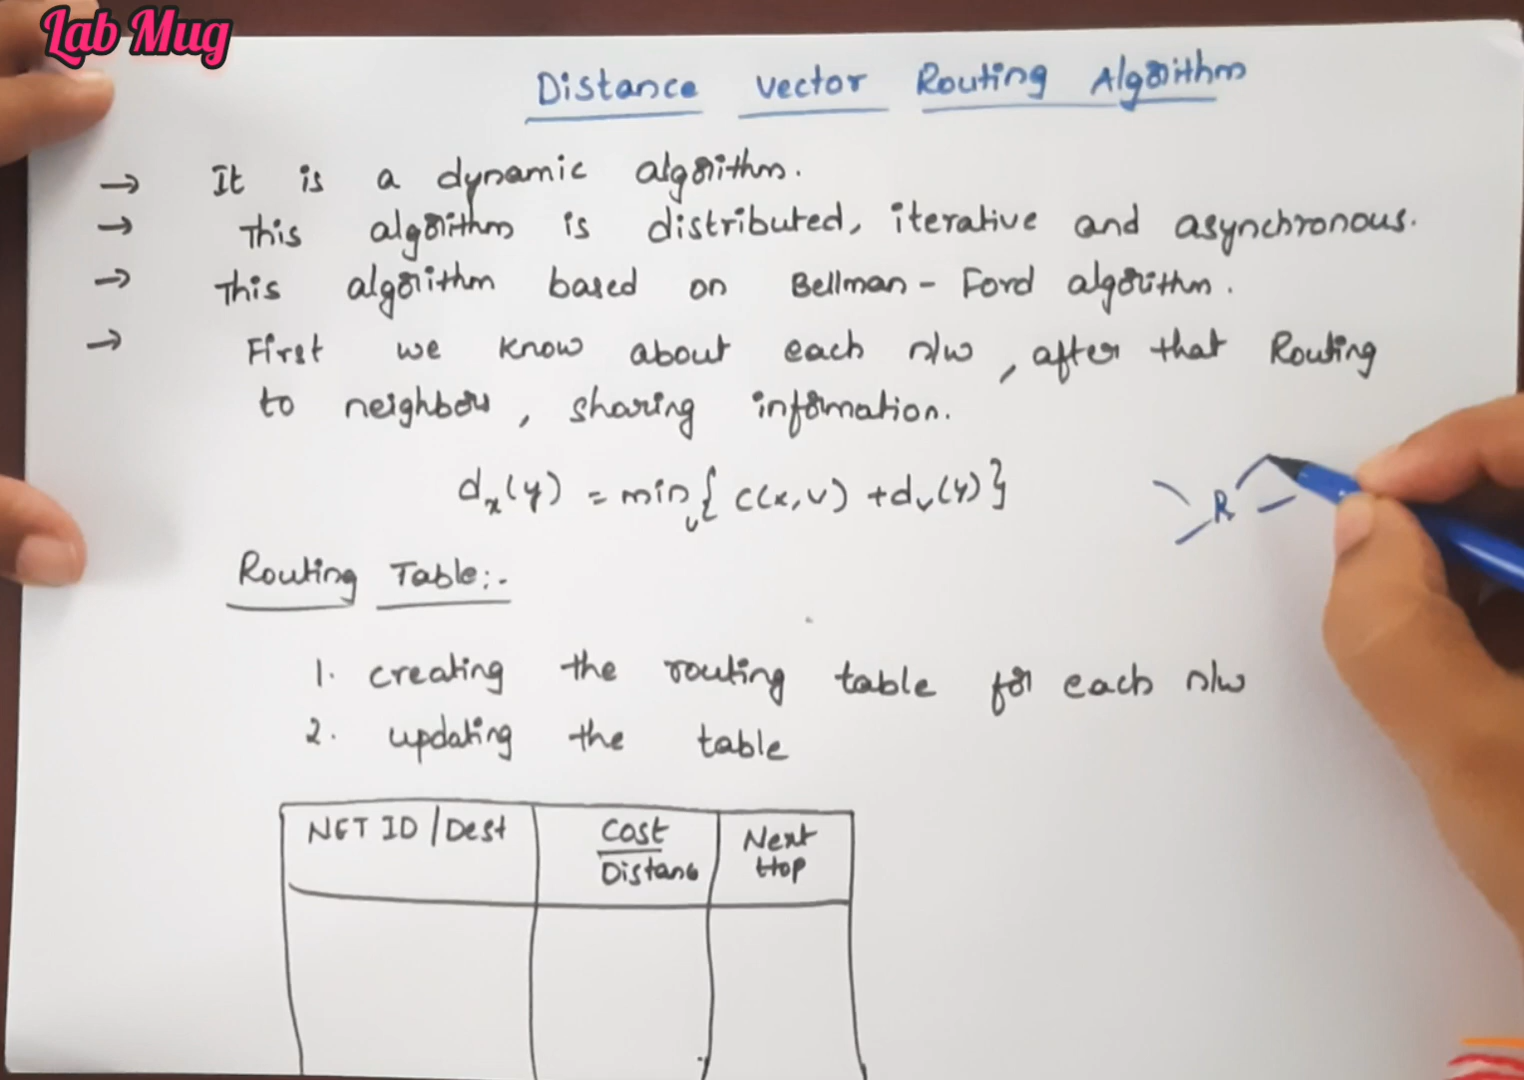 Lab Mug
Distance vector Routing Algorithm
→ It is a dynamic algorithm.
→ This algorithm is distributed, iterative and asynchronous.
→ This algorithm based on Bellman - Ford algorithm.
→ First we know about each n/w, after that Routing
to neighbor, sharing information.
dₓ(y) = minᵥ{ c(x,v) + dᵥ(y)}
R
Routing Table:-
1. creating the routing table for each n/w
2. updating the table
NET ID / Dest Cost Next
Distanc Hop